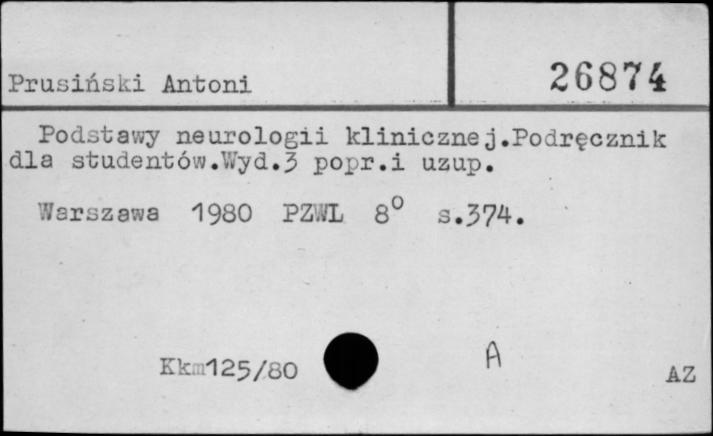 Prusiński Antoni
26874
Podstawy neurologii klinicznej.Podręcznik
dla studentów.Wyd.3 popr.i uzup.
Warszawa 1980 PZWL 8° s.374.
Kkm125/80
A
AZ